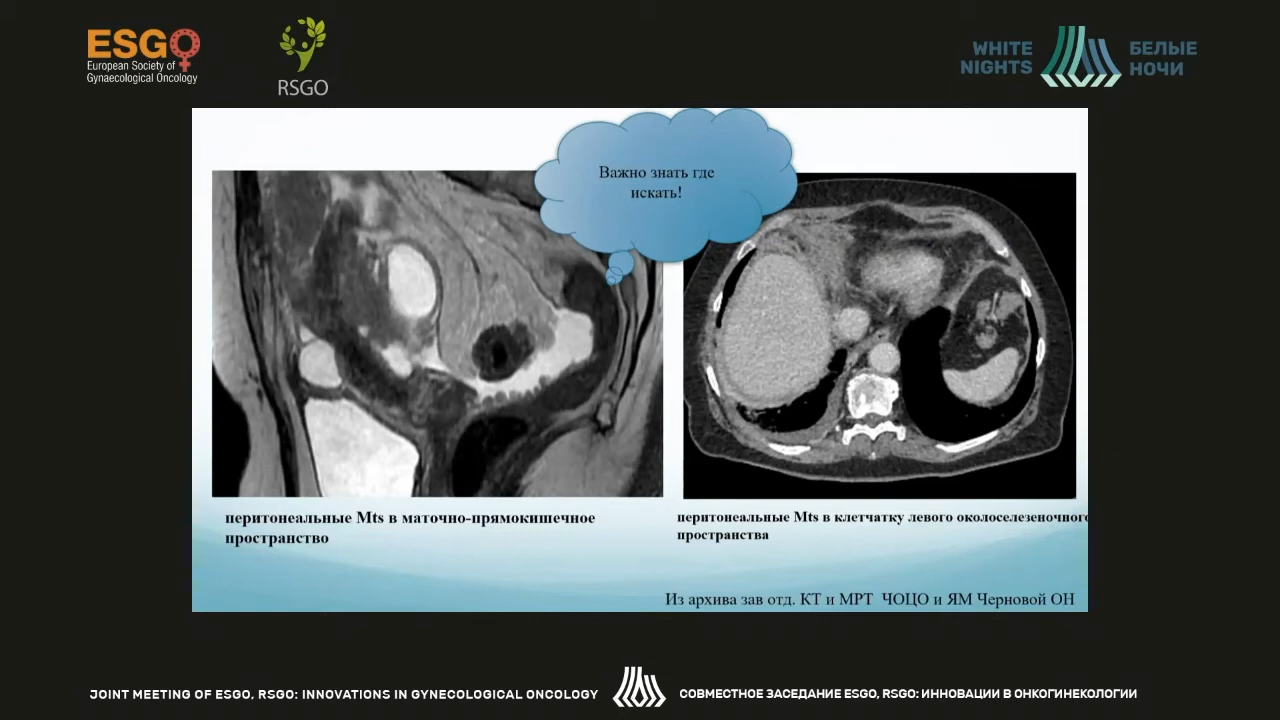 ESGO
European Society of
Gynaecological Oncology
RSGO
WHITE
NIGHTS
БЕЛЫЕ
НОЧИ
Важно знать где
искать!
перитонеальные Mts в маточно-прямокишечное
пространство
перитонеальные Mts в клетчатку левого околоселезеночного
пространства
Из архива зав отд. КТ и МРТ ЧОЦО и ЯМ Черновой ОН
JOINT MEETING OF ESGO, RSGO: INNOVATIONS IN GYNECOLOGICAL ONCOLOGY
СОВМЕСТНОЕ ЗАСЕДАНИЕ ESGO, RSGO: ИННОВАЦИИ В ОНКОГИНЕКОЛОГИИ